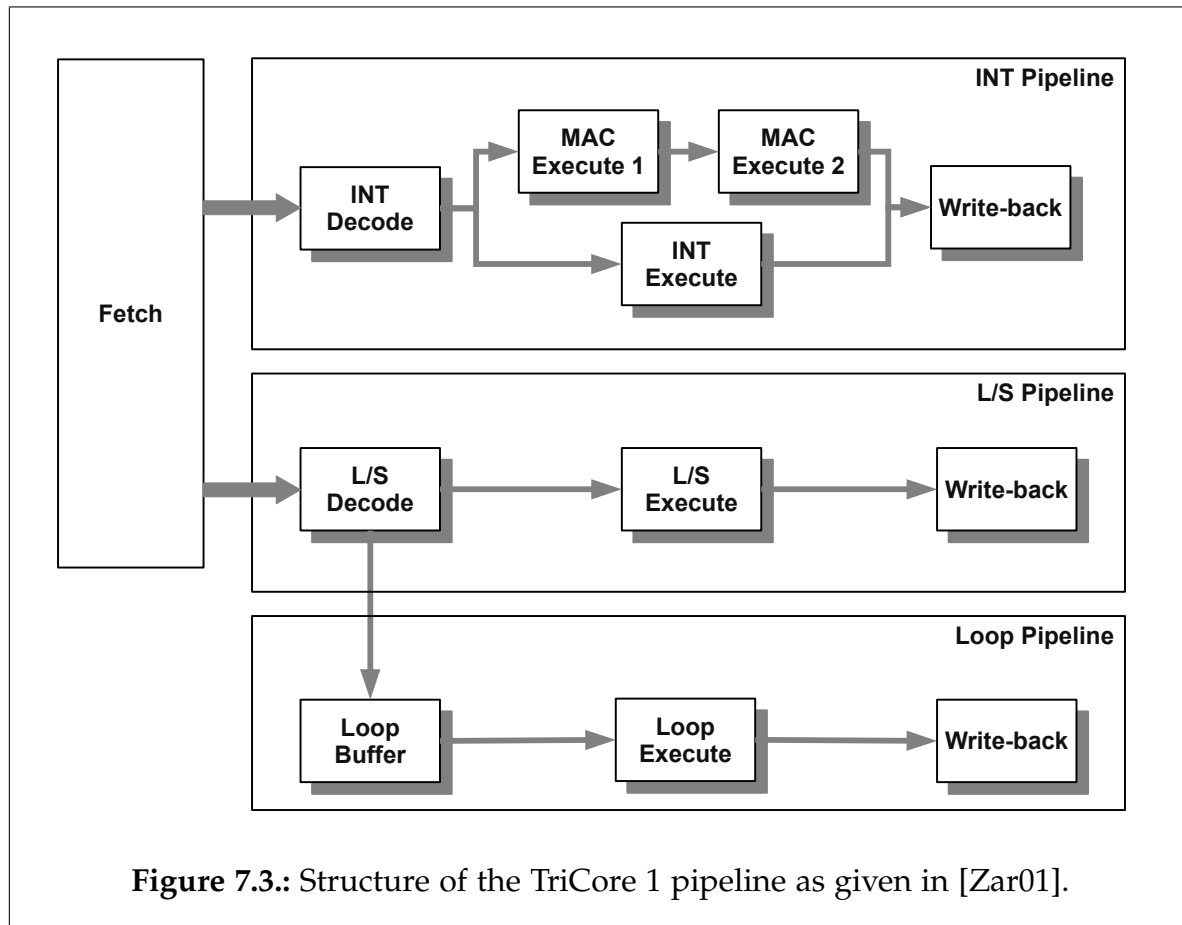 Fetch
INT Pipeline
INT
Decode
MAC
Execute 1
MAC
Execute 2
INT
Execute
Write-back
L/S Pipeline
L/S
Decode
L/S
Execute
Write-back
Loop Pipeline
Loop
Buffer
Loop
Execute
Write-back
Figure 7.3.: Structure of the TriCore 1 pipeline as given in [Zar01].